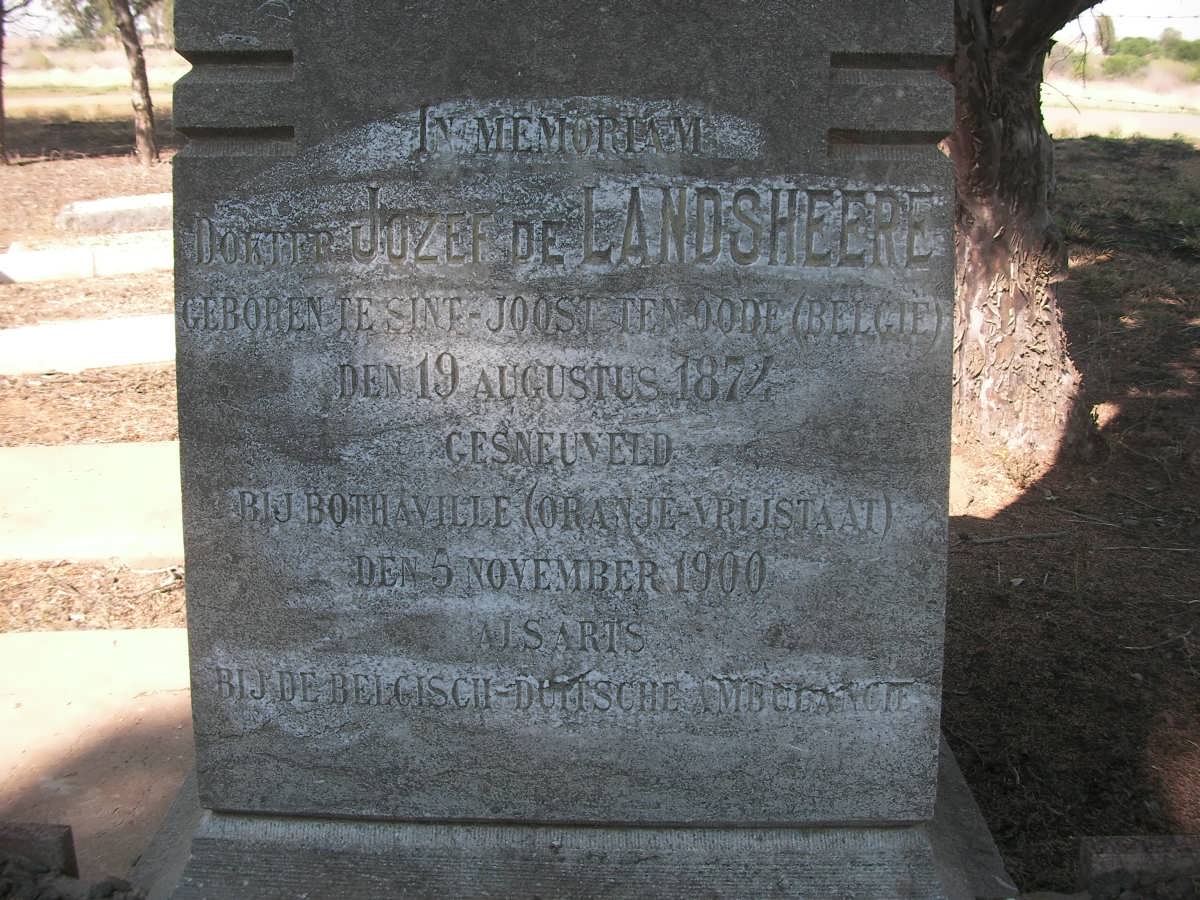 IN MEMORIAM
DOKTER JOZEF DE LANDSHEERE
GEBOREN TE SINT-JOOST TEN OODE (BELGIË)
DEN 19 AUGUSTUS 1874
GESNEUVELD
BIJ BOTHAVILLE (ORANJE-VRIJSTAAT)
DEN 5 NOVEMBER 1900
ALS ARTS
BIJ DE BELGISCH-DUITSCHE AMBULANCIE